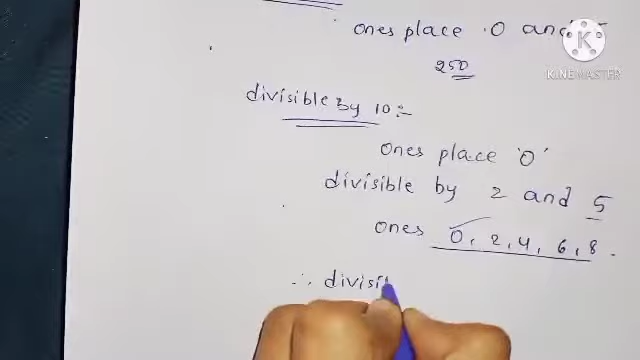 ones place '0 and
250
K
KINEMASTER
divisible by 10:-
ones place '0'
divisible by 2 and 5
ones 0, 2, 4, 6, 8.
∴ divisi